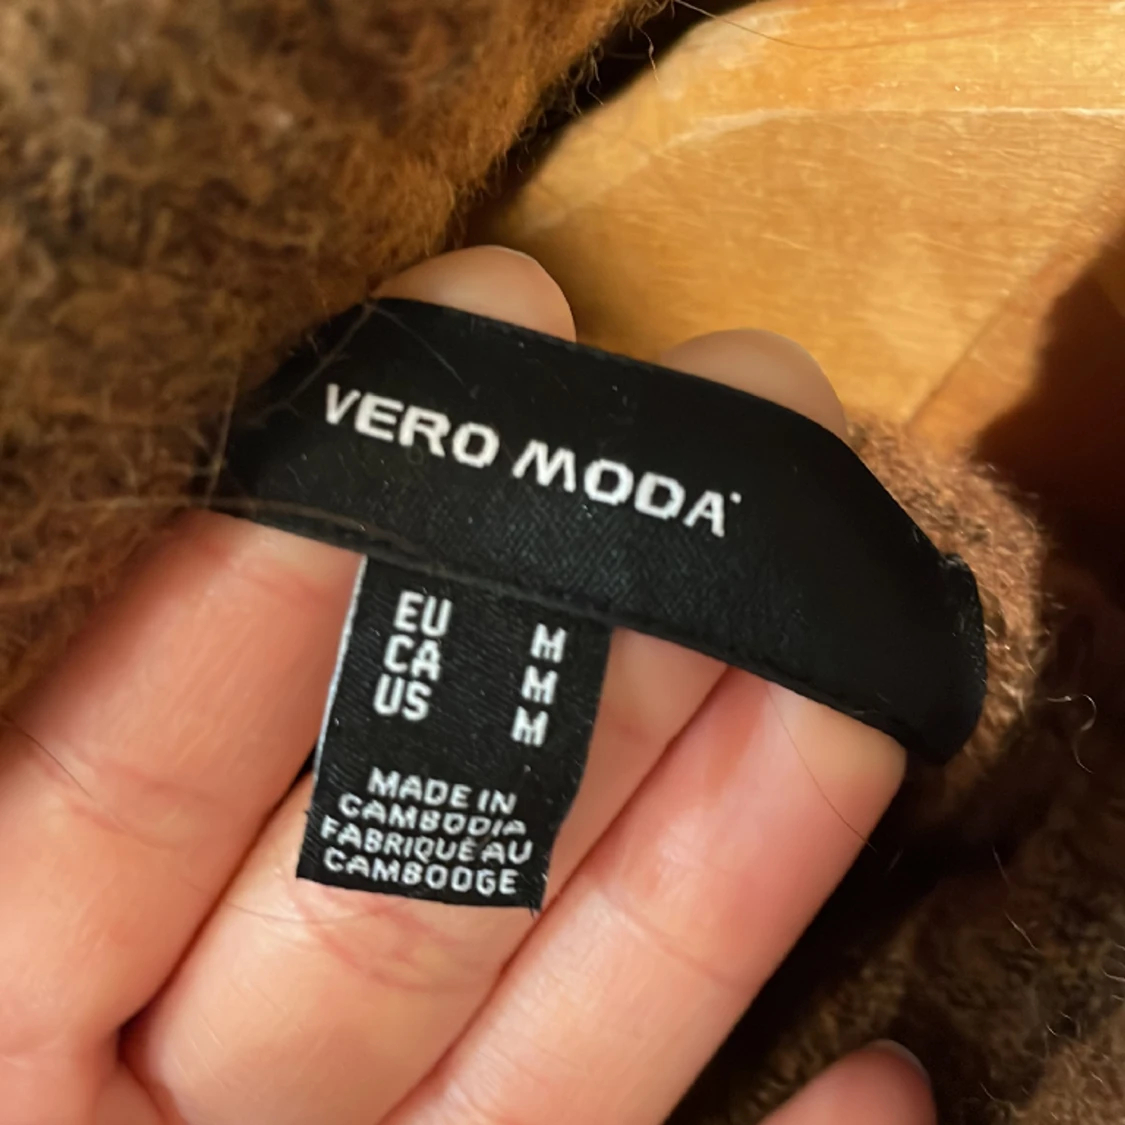 VERO MODA
EU M
CA M
US M
MADE IN
CAMBODIA
FABRIQUÉ AU
CAMBODGE